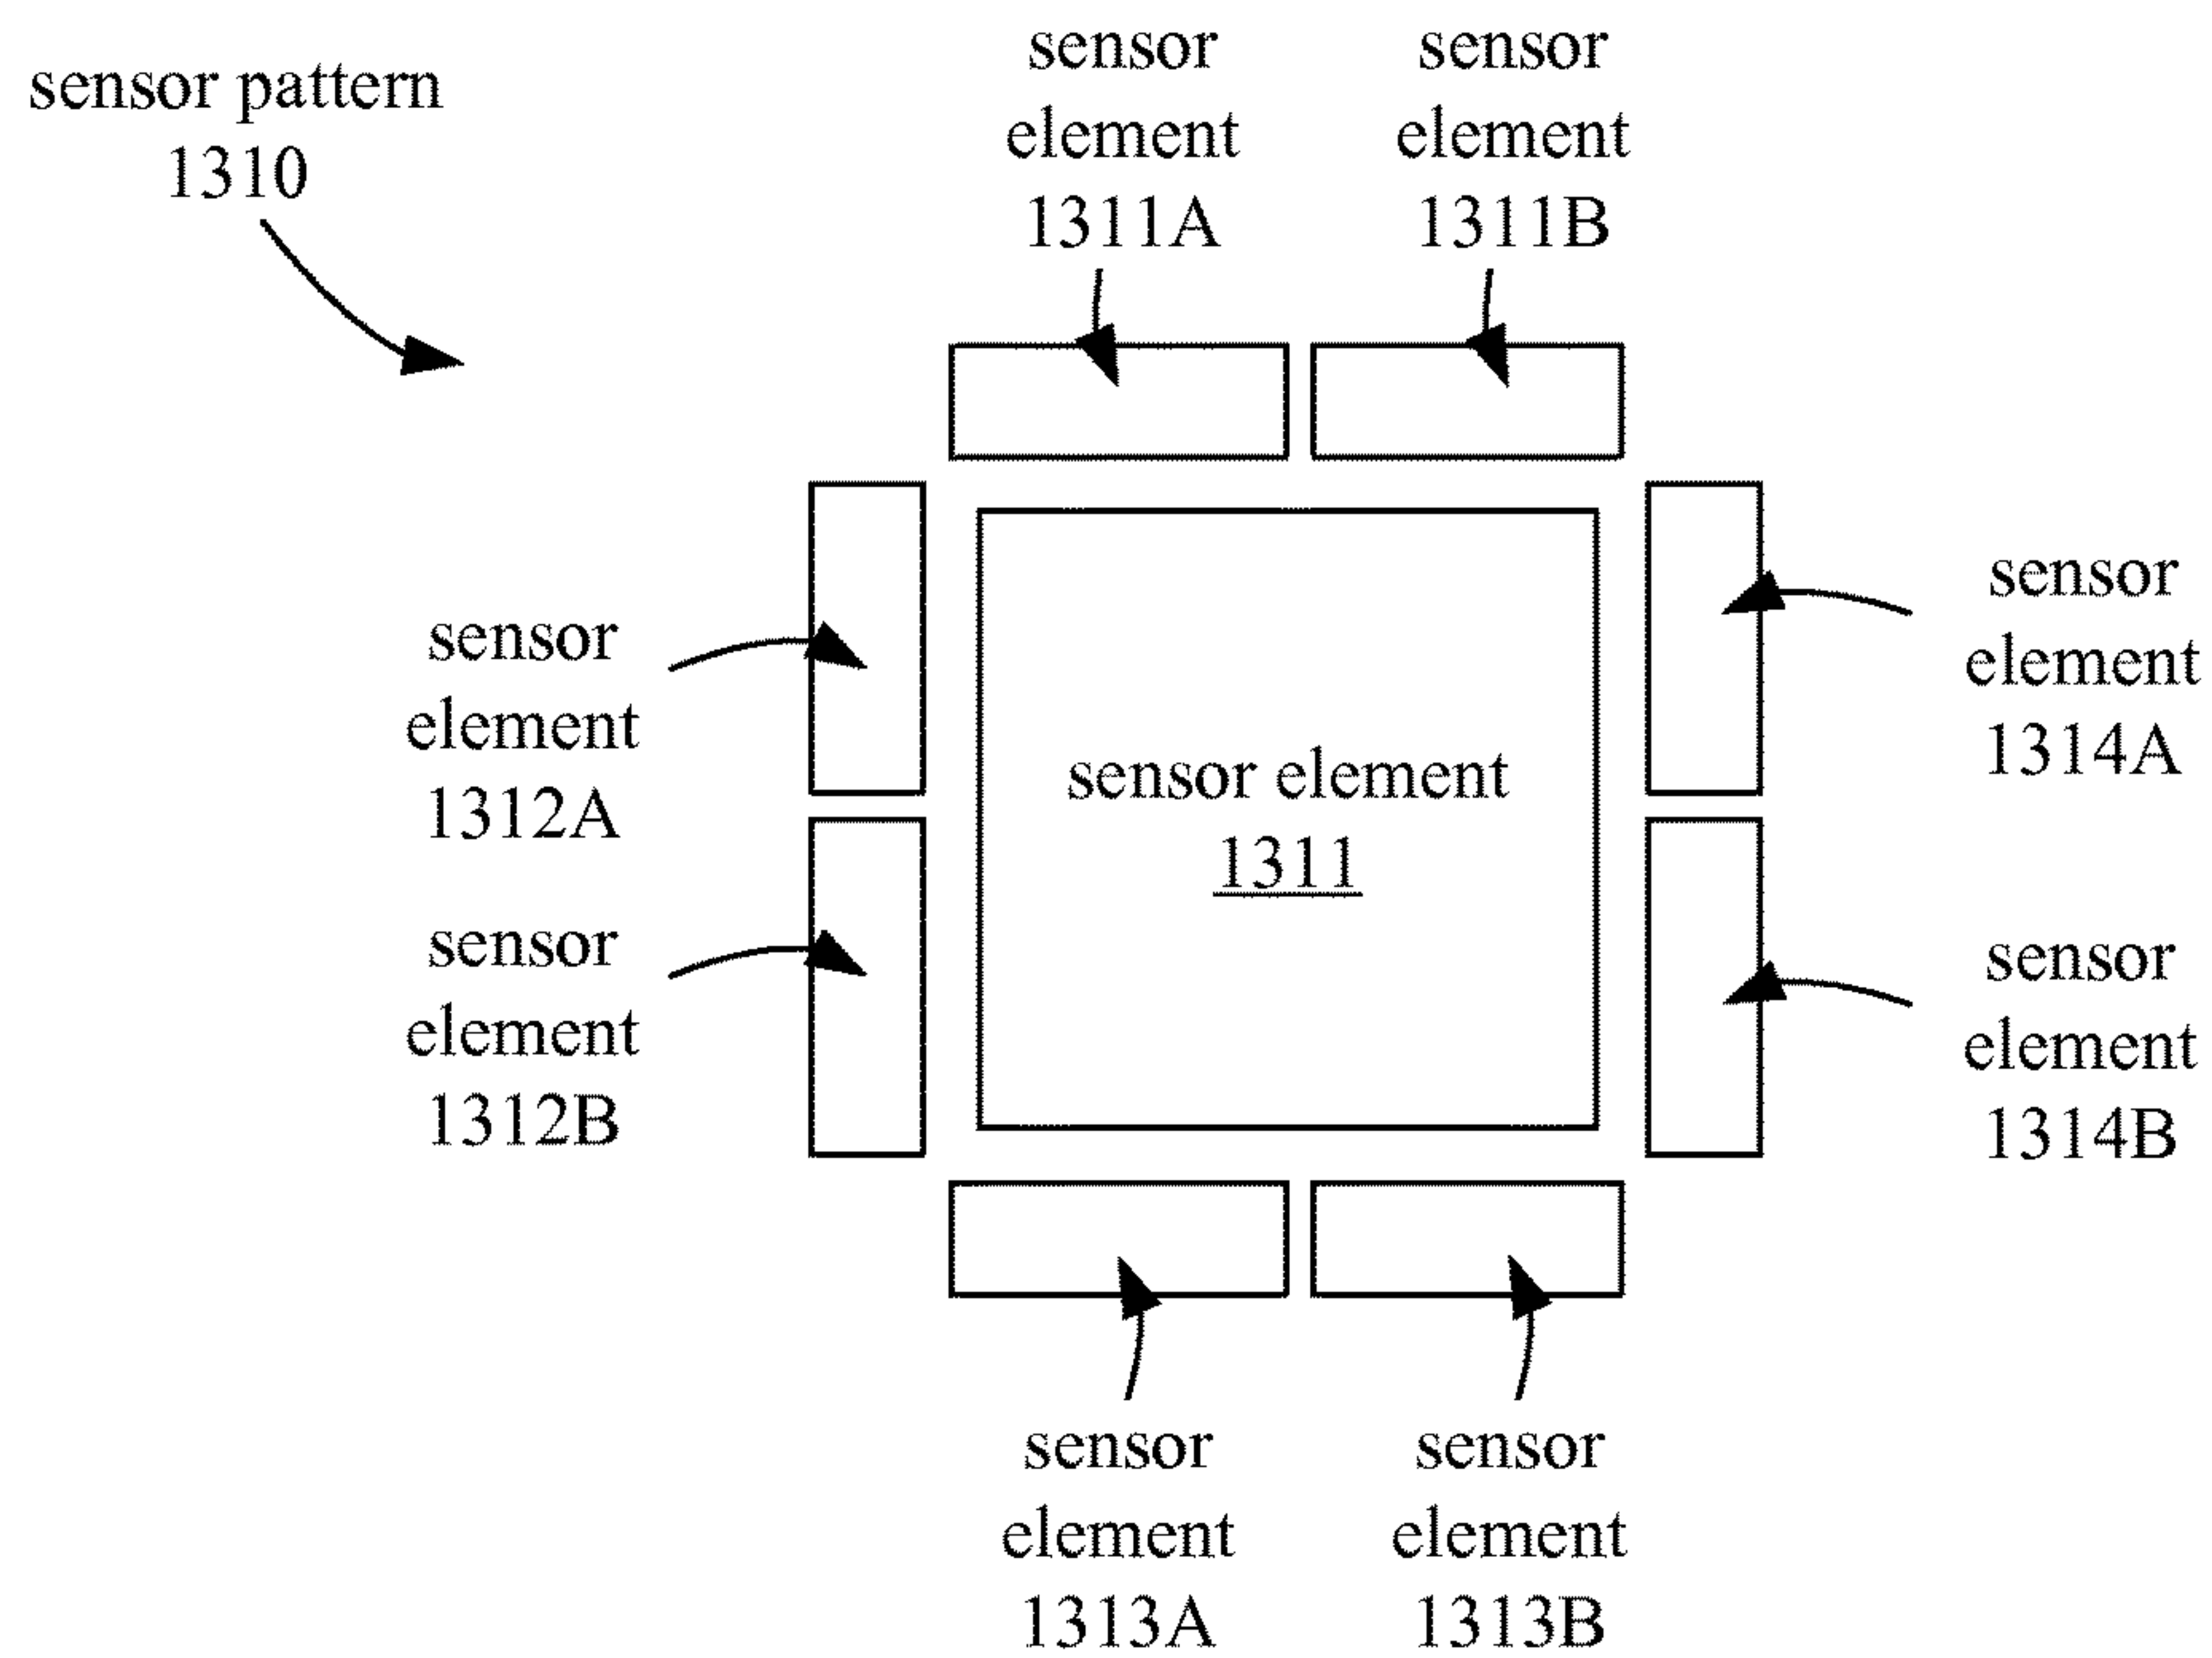 sensor pattern
1310
sensor
element
1311A
sensor
element
1311B
sensor
element
1312A
sensor
element
1312B
sensor element
1311
sensor
element
1314A
sensor
element
1314B
sensor
element
1313A
sensor
element
1313B